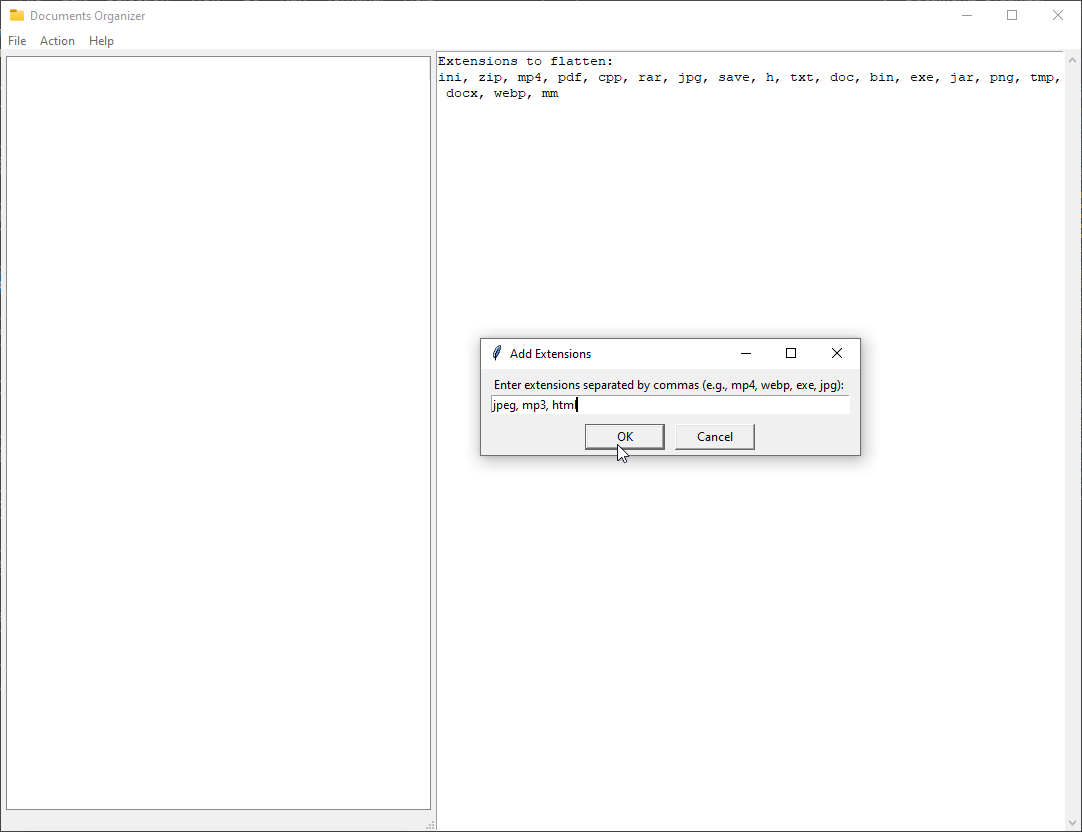 Documents Organizer
File Action Help
Extensions to flatten:
ini, zip, mp4, pdf, cpp, rar, jpg, save, h, txt, doc, bin, exe, jar, png, tmp,
docx, webp, mm
Add Extensions
Enter extensions separated by commas (e.g., mp4, webp, exe, jpg):
jpeg, mp3, html
OK Cancel